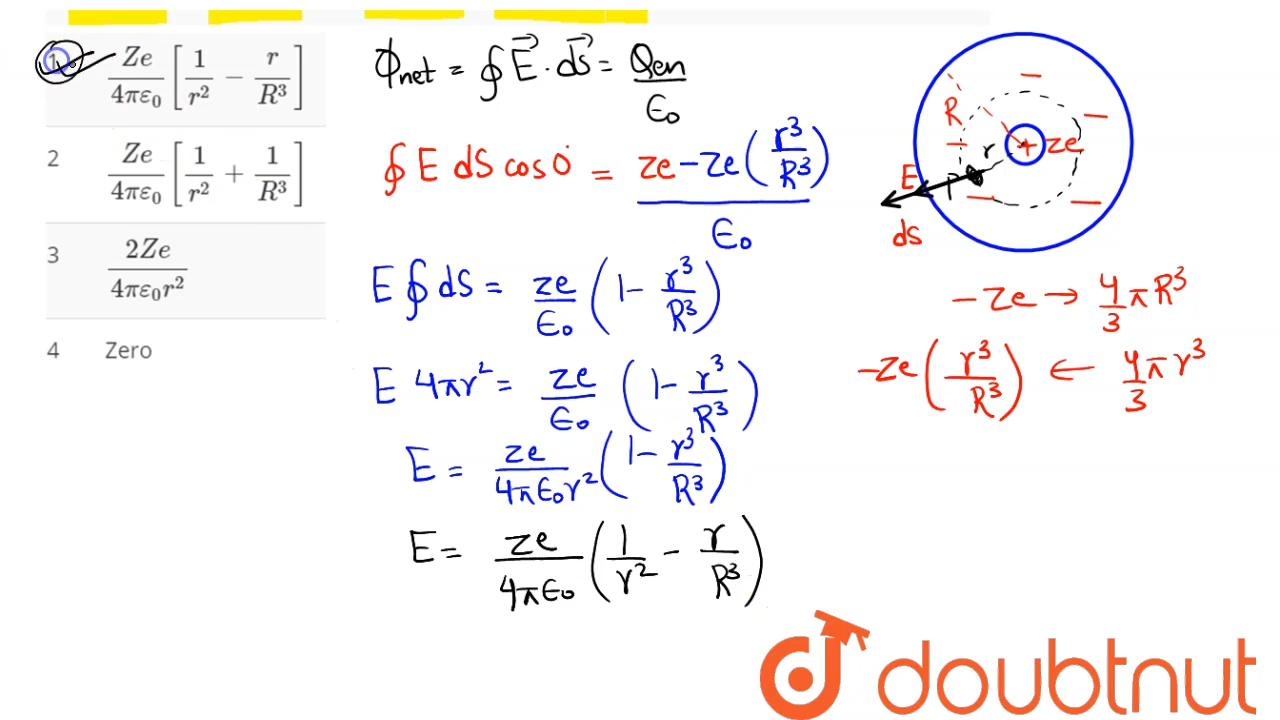 1 Ze/4πε₀ [1/r² − r/R³]
2 Ze/4πε₀ [1/r² + 1/R³]
3 2Ze/4πε₀r²
4 Zero
ϕnet = ∮ E⃗ · ds⃗ = Qen/ϵ₀
∮ E ds cos 0° = ze − ze (r³/R³) / ϵ₀
E ∮ ds = ze/ϵ₀ (1 − r³/R³)
E 4πr² = ze/ϵ₀ (1 − r³/R³)
E = ze/4πϵ₀r² (1 − r³/R³)
E = ze/4πϵ₀ (1/r² − r/R³)
R
r
+ ze
E
P
ds
− ze → 4/3 πR³
−ze (r³/R³) ← 4/3 πr³
doubtnut